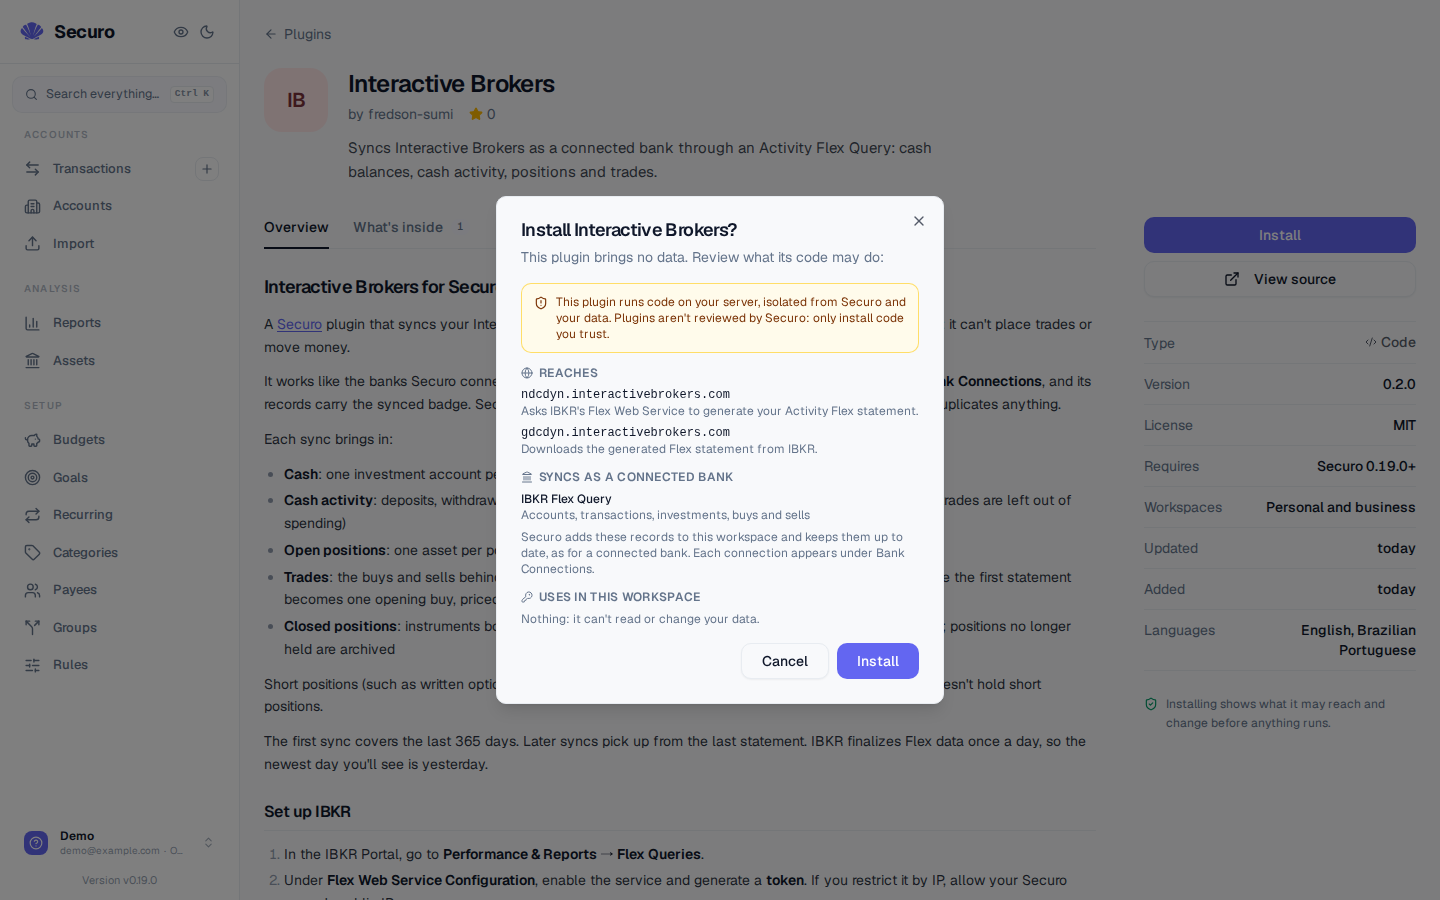 Securo
Search everything...
Ctrl K
ACCOUNTS
Transactions
Accounts
Import
ANALYSIS
Reports
Assets
SETUP
Budgets
Goals
Recurring
Categories
Payees
Groups
Rules
Demo
demo@example.com · O...
Version v0.19.0
Plugins
IB
Interactive Brokers
by fredson-sumi
0
Syncs Interactive Brokers as a connected bank through an Activity Flex Query: cash
balances, cash activity, positions and trades.
Overview
What's inside
1
Interactive Brokers for Secur
A Securo plugin that syncs your Inte
it can't place trades or
move money.
It works like the banks Securo conne
k Connections, and its
records carry the synced badge. Sec
uplicates anything.
Each sync brings in:
Cash: one investment account pe
Cash activity: deposits, withdraw
rades are left out of
spending)
Open positions: one asset per p
Trades: the buys and sells behin
e the first statement
becomes one opening buy, priced
Closed positions: instruments bo
; positions no longer
held are archived
Short positions (such as written optic
esn't hold short
positions.
The first sync covers the last 365 days. Later syncs pick up from the last statement. IBKR finalizes Flex data once a day, so the
newest day you'll see is yesterday.
Set up IBKR
1. In the IBKR Portal, go to Performance & Reports → Flex Queries.
2. Under Flex Web Service Configuration, enable the service and generate a token. If you restrict it by IP, allow your Securo
Install Interactive Brokers?
This plugin brings no data. Review what its code may do:
This plugin runs code on your server, isolated from Securo and
your data. Plugins aren't reviewed by Securo: only install code
you trust.
REACHES
ndcdyn.interactivebrokers.com
Asks IBKR's Flex Web Service to generate your Activity Flex statement.
gdcdyn.interactivebrokers.com
Downloads the generated Flex statement from IBKR.
SYNCS AS A CONNECTED BANK
IBKR Flex Query
Accounts, transactions, investments, buys and sells
Securo adds these records to this workspace and keeps them up to
date, as for a connected bank. Each connection appears under Bank
Connections.
USES IN THIS WORKSPACE
Nothing: it can't read or change your data.
Cancel
Install
Install
View source
Type
Code
Version
0.2.0
License
MIT
Requires
Securo 0.19.0+
Workspaces
Personal and business
Updated
today
Added
today
Languages
English, Brazilian
Portuguese
Installing shows what it may reach and
change before anything runs.